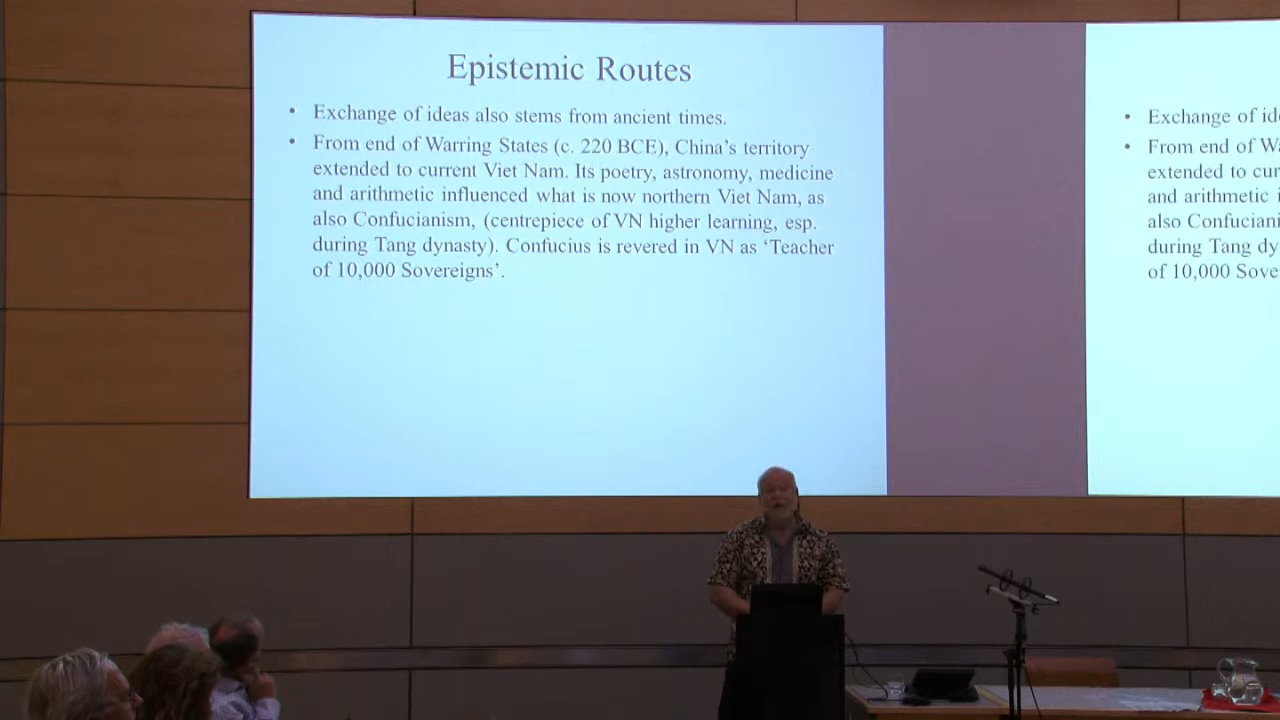 Epistemic Routes
• Exchange of ideas also stems from ancient times.
• From end of Warring States (c. 220 BCE), China's territory
extended to current Viet Nam. Its poetry, astronomy, medicine
and arithmetic influenced what is now northern Viet Nam, as
also Confucianism, (centrepiece of VN higher learning, esp.
during Tang dynasty). Confucius is revered in VN as 'Teacher
of 10,000 Sovereigns'.
• Exchange of id
• From end of W
extended to cur
and arithmetic i
also Confuciani
during Tang dy
of 10,000 Sove